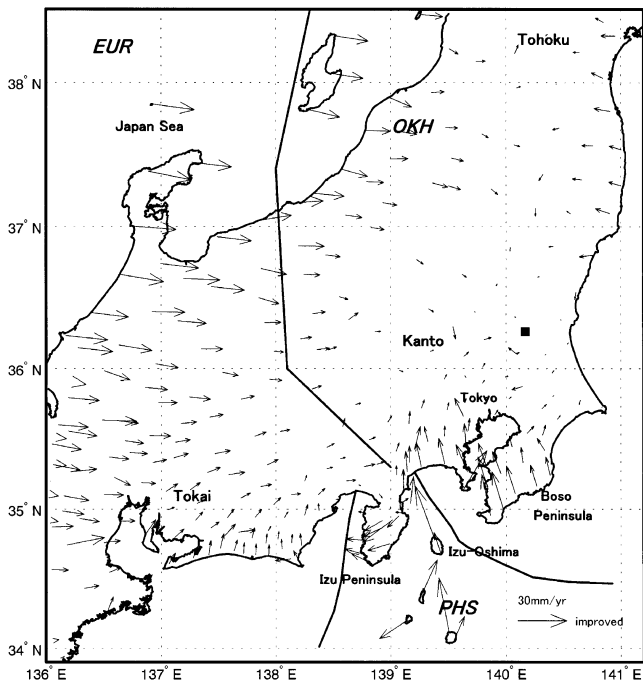 EUR
Tohoku
38° N
Japan Sea
OKH
37° N
Kanto
36° N
Tokyo
Tokai
Boso
Peninsula
35° N
Izu-Oshima
Izu Peninsula
PHS
30mm/yr
improved
34° N
136° E
137° E
138° E
139° E
140° E
141° E